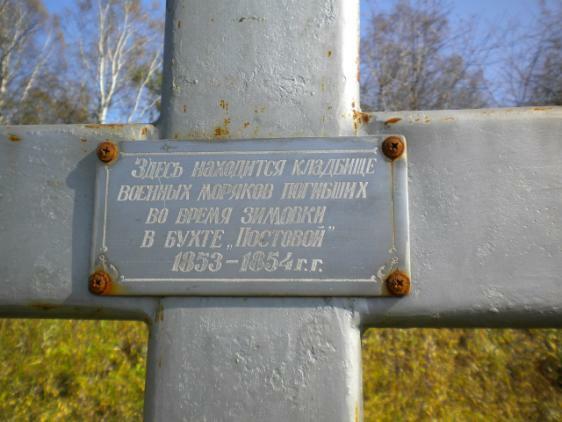 Здесь находится кладбище
военных моряков погибших
во время зимовки
в бухте „Постовой"
1853-1854 г.г.